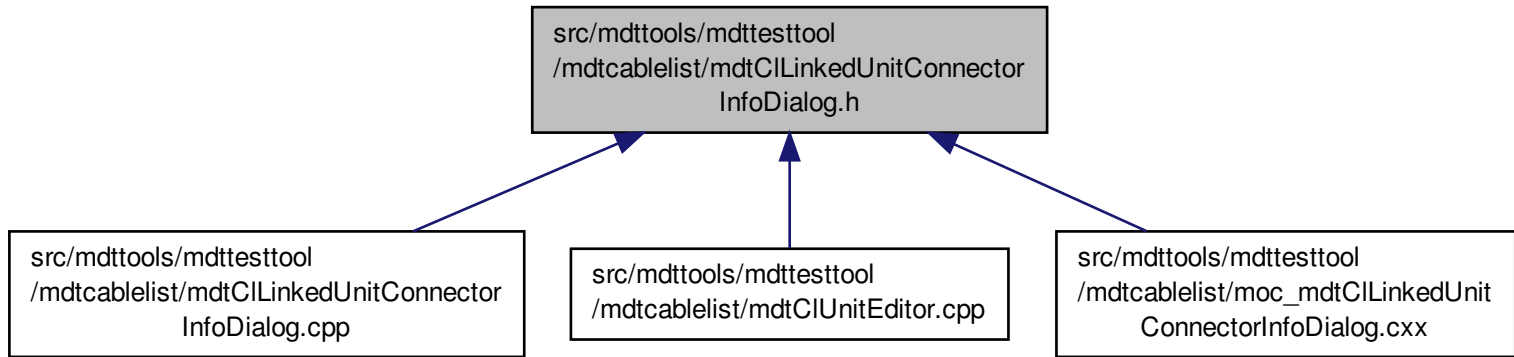 src/mdttools/mdttesttool
/mdtcablelist/mdtClLinkedUnitConnector
InfoDialog.h
src/mdttools/mdttesttool
/mdtcablelist/mdtClLinkedUnitConnector
InfoDialog.cpp
src/mdttools/mdttesttool
/mdtcablelist/mdtClUnitEditor.cpp
src/mdttools/mdttesttool
/mdtcablelist/moc_mdtClLinkedUnit
ConnectorInfoDialog.cxx